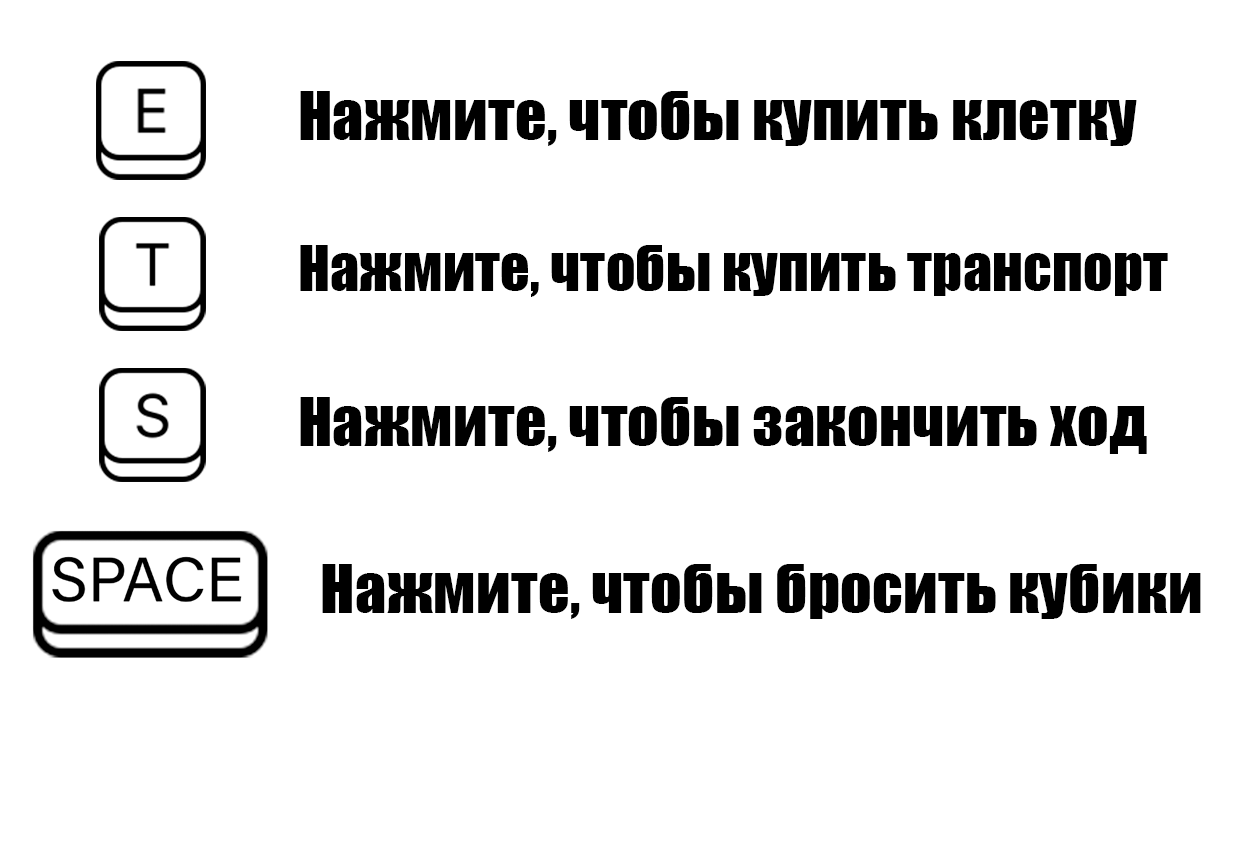 E Нажмите, чтобы купить клетку
T Нажмите, чтобы купить транспорт
S Нажмите, чтобы закончить ход
SPACE Нажмите, чтобы бросить кубики